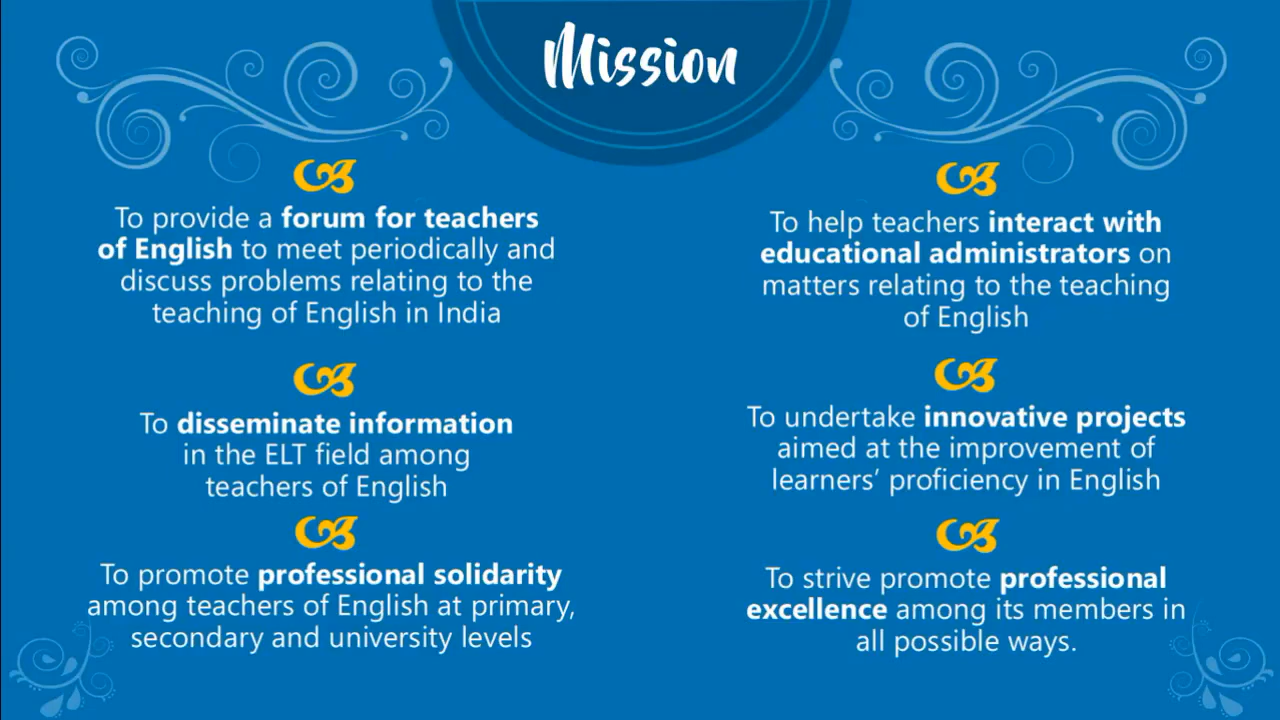 Mission
To provide a forum for teachers
of English to meet periodically and
discuss problems relating to the
teaching of English in India
To disseminate information
in the ELT field among
teachers of English
To promote professional solidarity
among teachers of English at primary,
secondary and university levels
To help teachers interact with
educational administrators on
matters relating to the teaching
of English
To undertake innovative projects
aimed at the improvement of
learners’ proficiency in English
To strive promote professional
excellence among its members in
all possible ways.